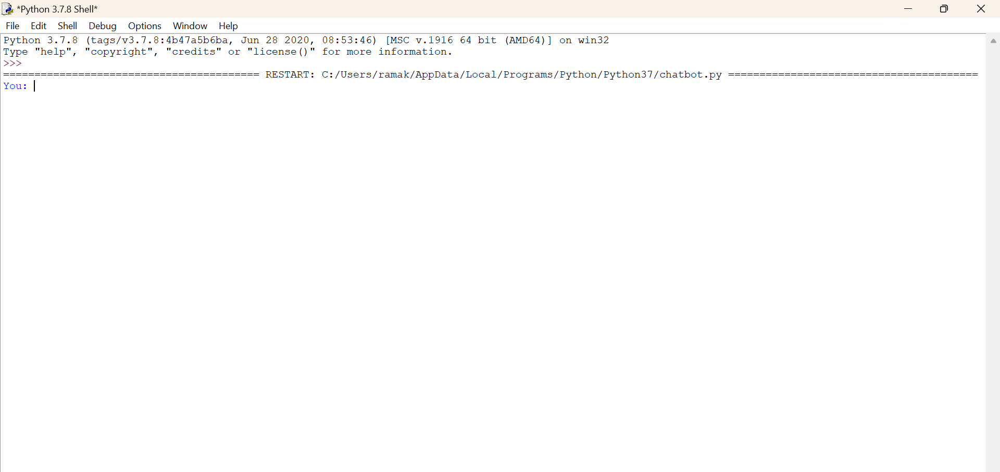 *Python 3.7.8 Shell*
File Edit Shell Debug Options Window Help
Python 3.7.8 (tags/v3.7.8:4b47a5b6ba, Jun 28 2020, 08:53:46) [MSC v.1916 64 bit (AMD64)] on win32
Type "help", "copyright", "credits" or "license()" for more information.
>>>
========================================= RESTART: C:/Users/ramak/AppData/Local/Programs/Python/Python37/chatbot.py ========================================
You: